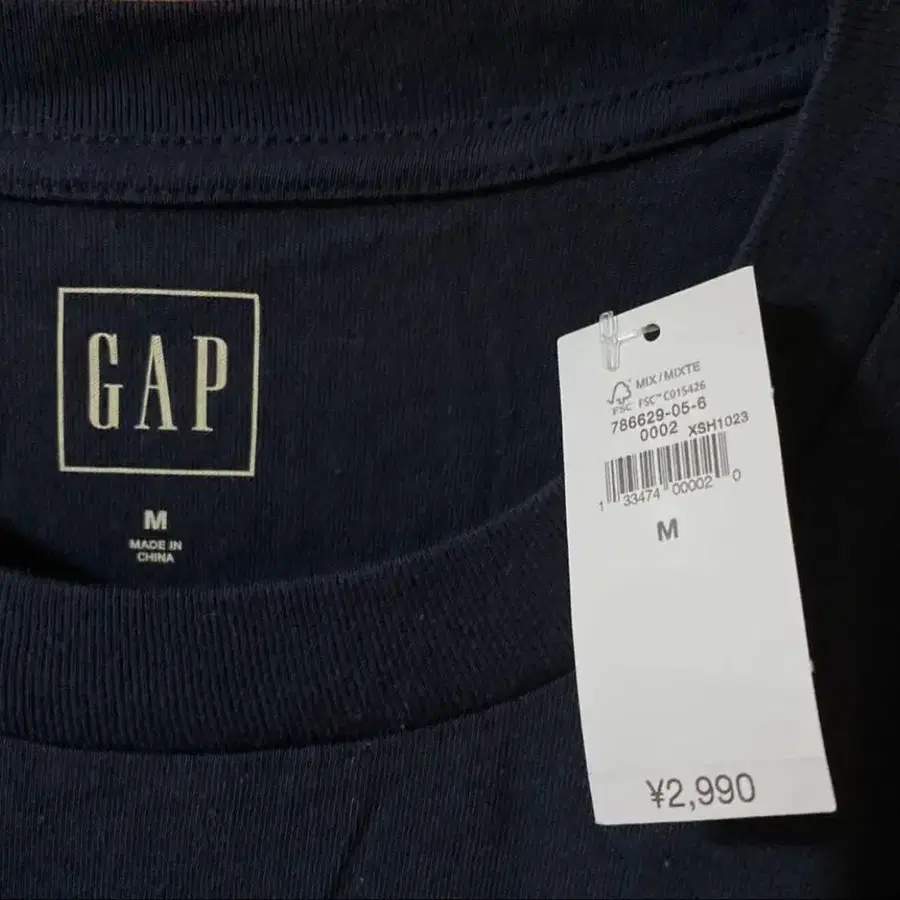 GAP
M
MADE IN
CHINA
MIX/MIXTE
FSC FSC™ C015426
786629-05-6
0002 XSH1023
1 33474 00002 0
M
¥2,990